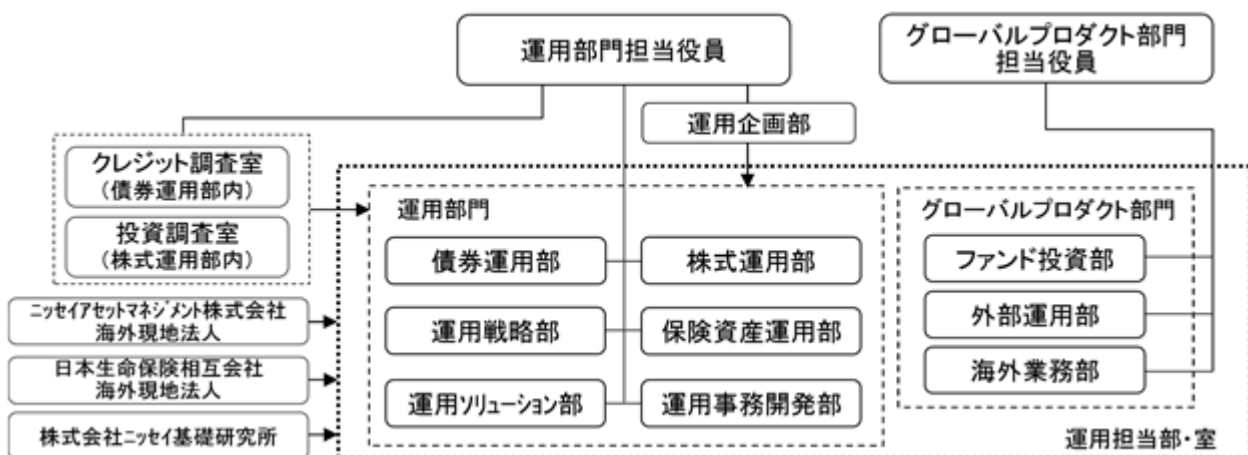 運用部門担当役員
グローバルプロダクト部門
担当役員
運用企画部
クレジット調査室
(債券運用部内)
投資調査室
(株式運用部内)
ニッセイアセットマネジメント株式会社
海外現地法人
日本生命保険相互会社
海外現地法人
株式会社ニッセイ基礎研究所
運用部門
債券運用部
株式運用部
運用戦略部
保険資産運用部
運用ソリューション部
運用事務開発部
グローバルプロダクト部門
ファンド投資部
外部運用部
海外業務部
運用担当部・室